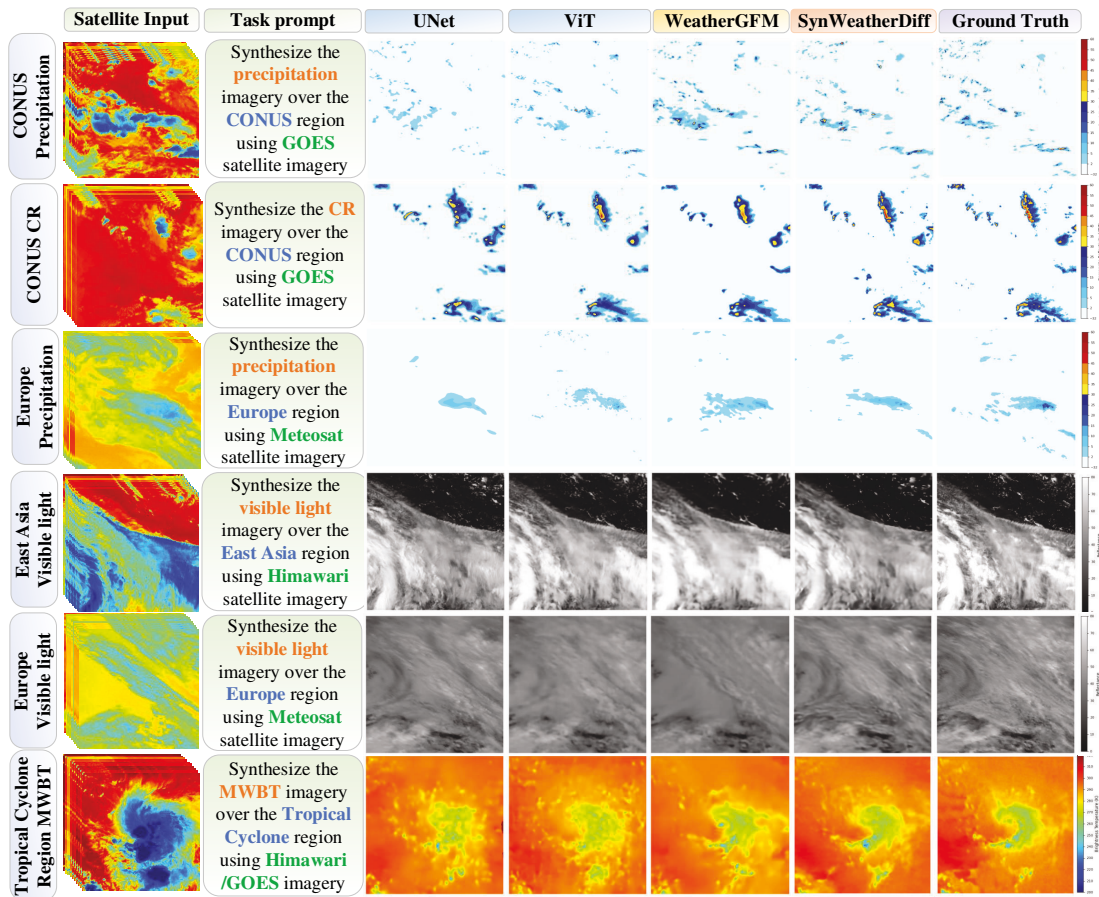 Satellite Input
Task prompt
UNet
ViT
WeatherGFM
SynWeatherDiff
Ground Truth
CONUS
Precipitation
Synthesize the
precipitation
imagery over the
CONUS region
using GOES
satellite imagery
CONUS CR
Synthesize the CR
imagery over the
CONUS region
using GOES
satellite imagery
Europe
Precipitation
Synthesize the
precipitation
imagery over the
Europe region
using Meteosat
satellite imagery
East Asia
Visible light
Synthesize the
visible light
imagery over the
East Asia region
using Himawari
satellite imagery
Europe
Visible light
Synthesize the
visible light
imagery over the
Europe region
using Meteosat
satellite imagery
Tropical Cyclone
Region MWBT
Synthesize the
MWBT imagery
over the Tropical
Cyclone region
using Himawari
/GOES imagery
Brightness Temperature (K)